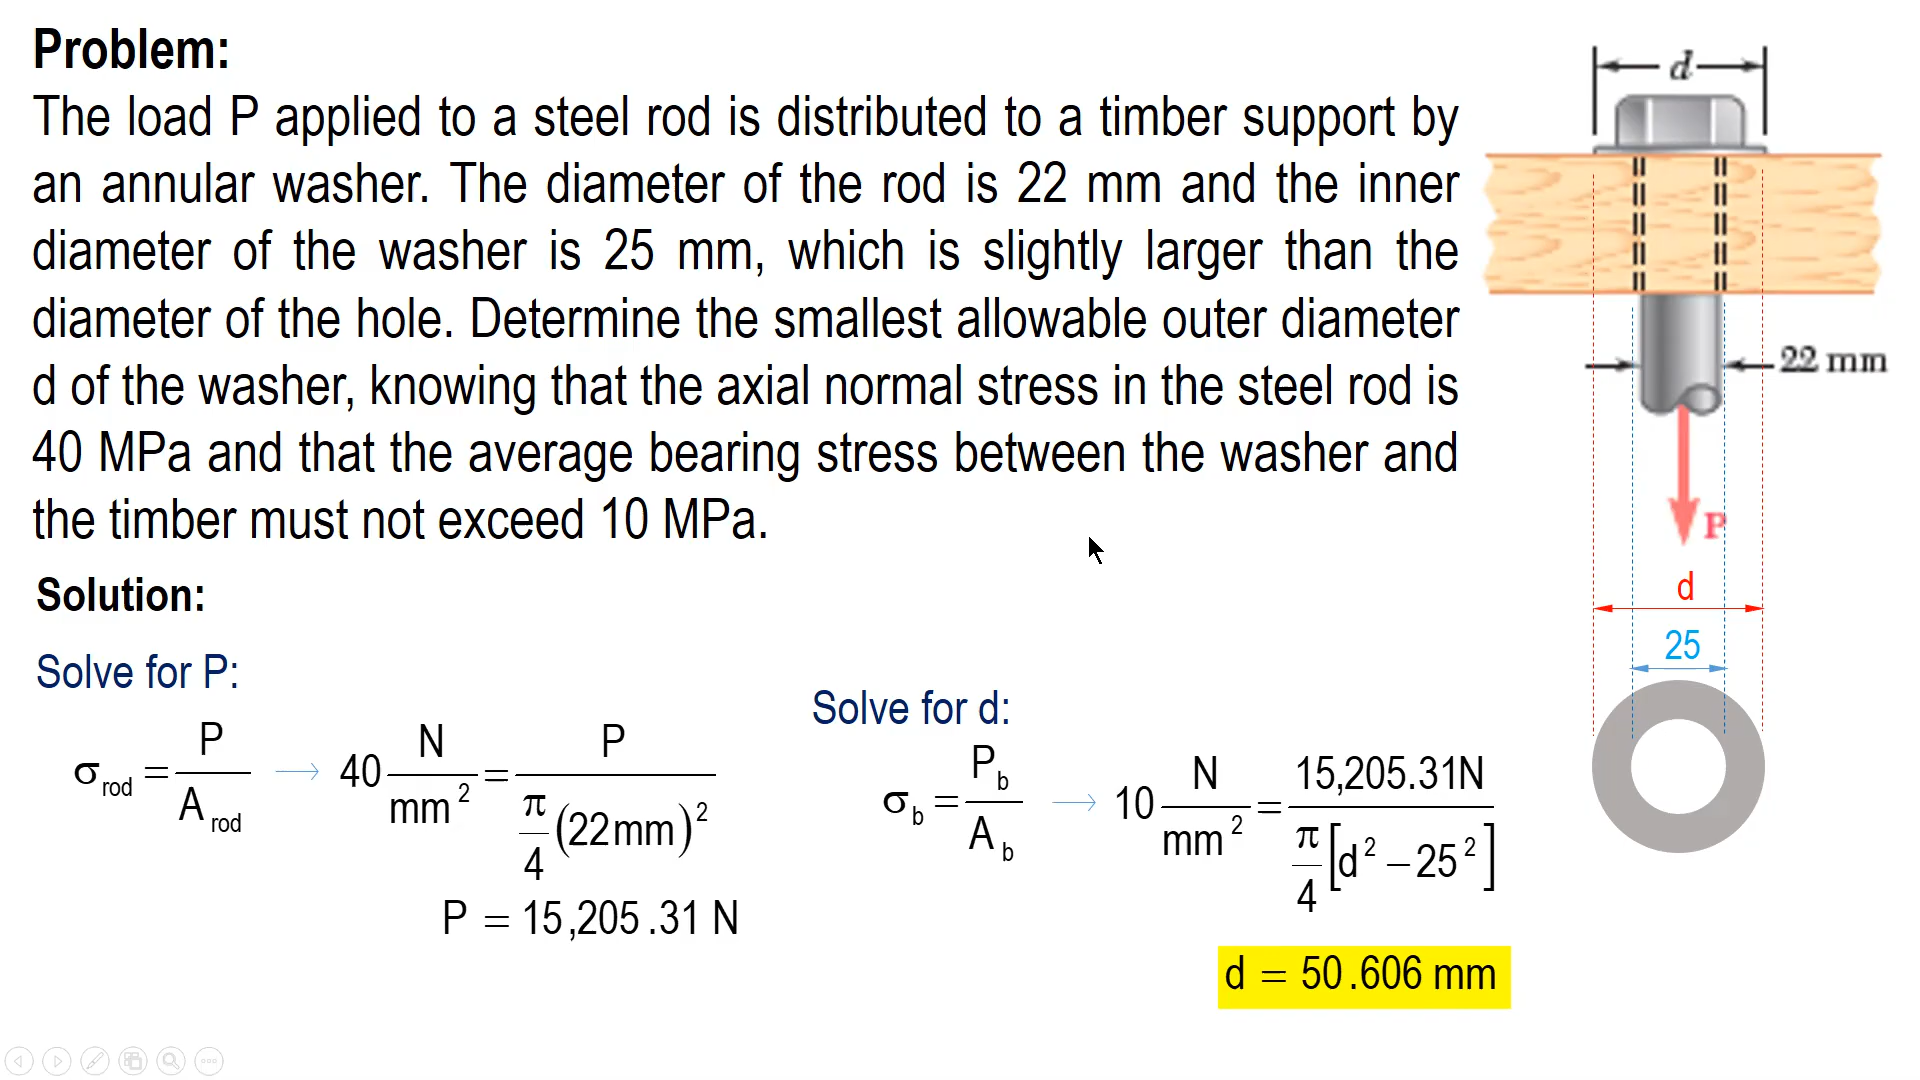 Problem:
The load P applied to a steel rod is distributed to a timber support by
an annular washer. The diameter of the rod is 22 mm and the inner
diameter of the washer is 25 mm, which is slightly larger than the
diameter of the hole. Determine the smallest allowable outer diameter
d of the washer, knowing that the axial normal stress in the steel rod is
40 MPa and that the average bearing stress between the washer and
the timber must not exceed 10 MPa.
d
22 mm
P
d
25
Solution:
Solve for P:
σ_rod = P / A_rod → 40 N/mm² = P / (π/4 (22mm)²)
P = 15,205.31 N
Solve for d:
σ_b = P_b / A_b → 10 N/mm² = 15,205.31N / (π/4 [d² − 25²])
d = 50.606 mm